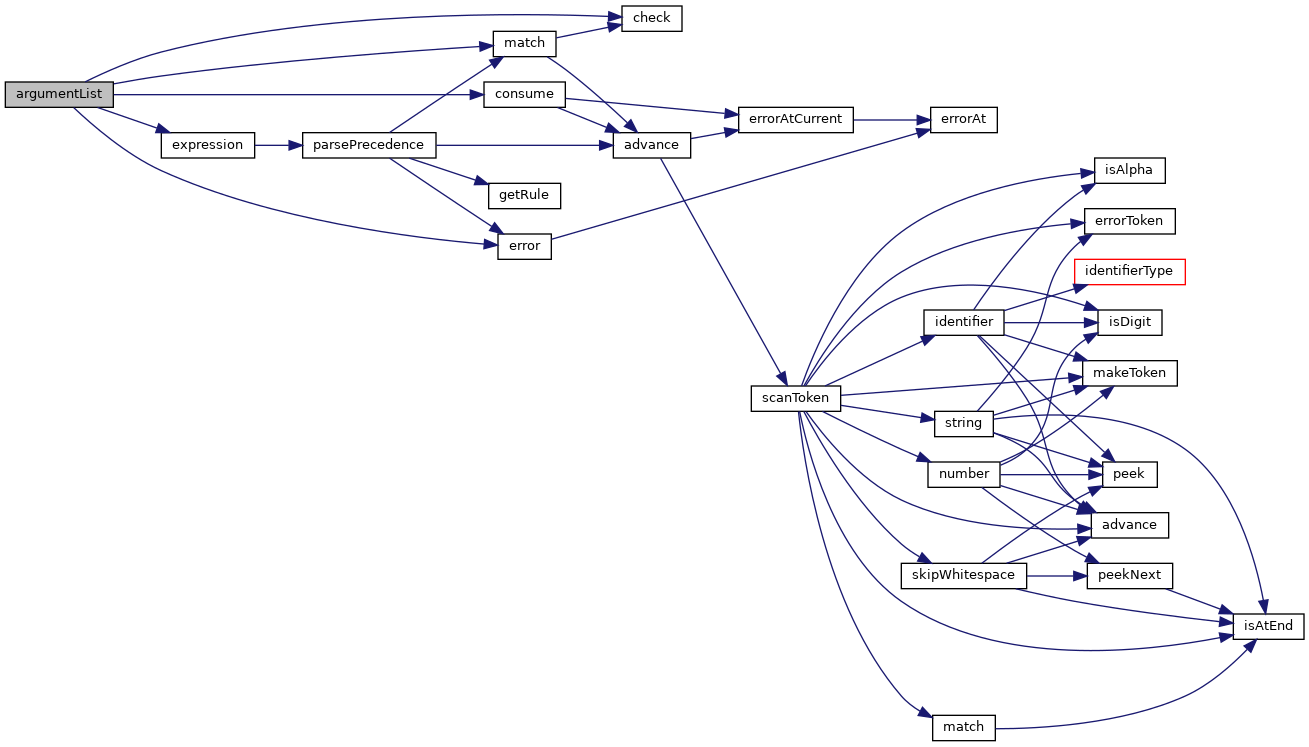 check
match
argumentList
consume
errorAtCurrent
errorAt
expression
parsePrecedence
advance
isAlpha
getRule
errorToken
error
identifierType
identifier
isDigit
makeToken
scanToken
string
number
peek
advance
skipWhitespace
peekNext
isAtEnd
match